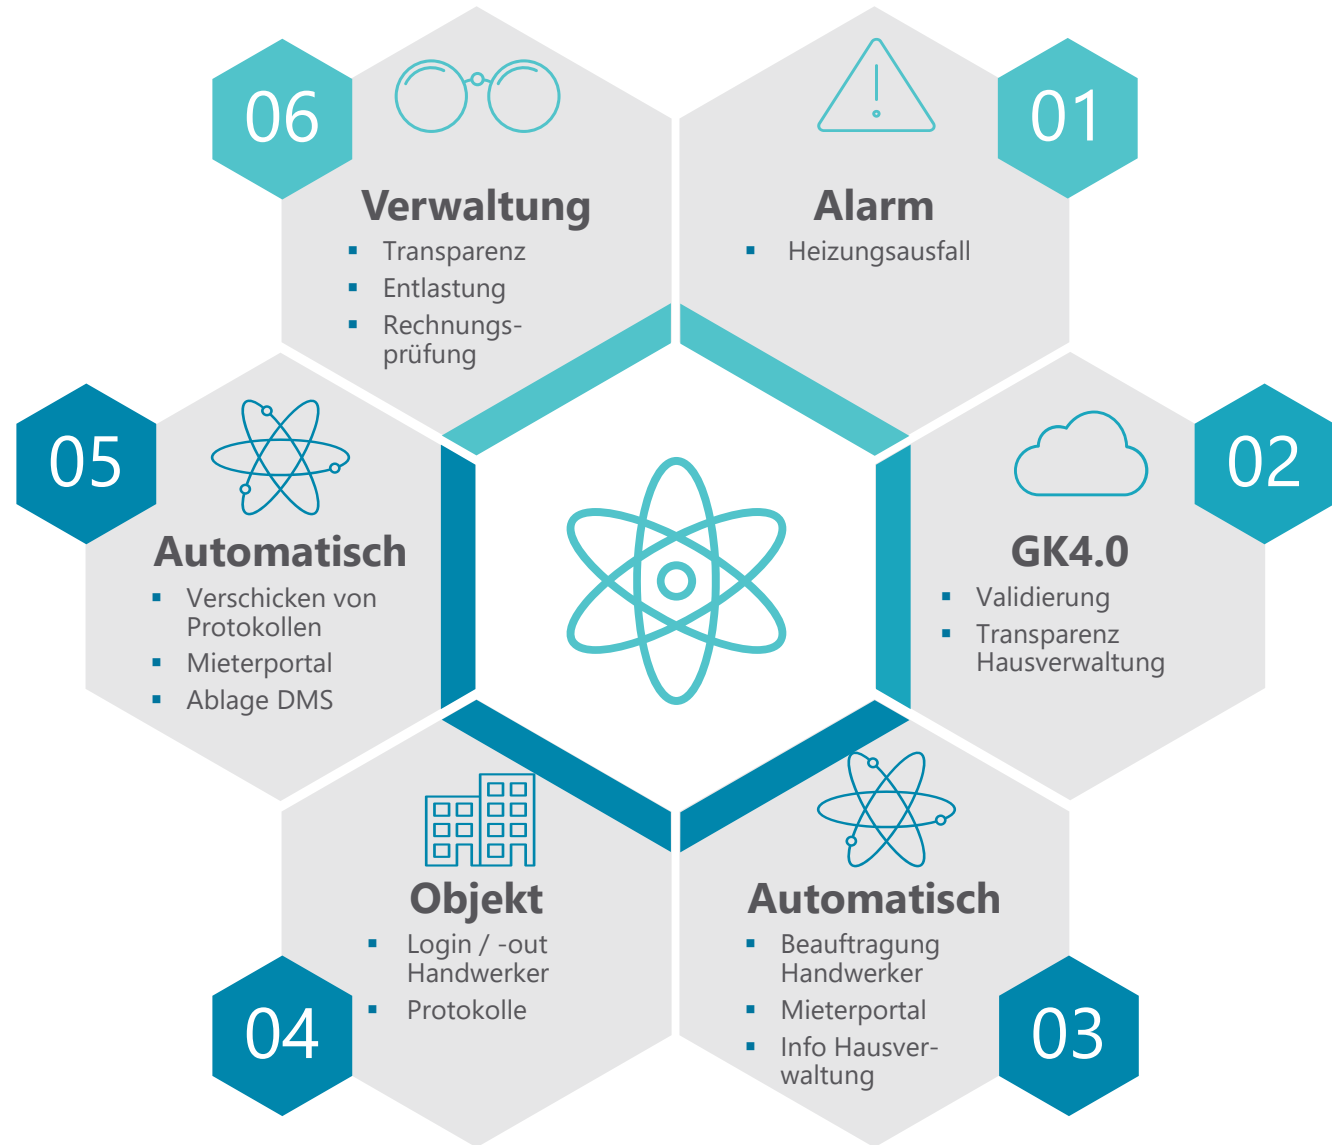 01
Alarm
Heizungsausfall
02
GK4.0
Validierung
Transparenz
Hausverwaltung
03
Automatisch
Beauftragung
Handwerker
Mieterportal
Info Hausver-
waltung
04
Objekt
Login / -out
Handwerker
Protokolle
05
Automatisch
Verschicken von
Protokollen
Mieterportal
Ablage DMS
06
Verwaltung
Transparenz
Entlastung
Rechnungs-
prüfung